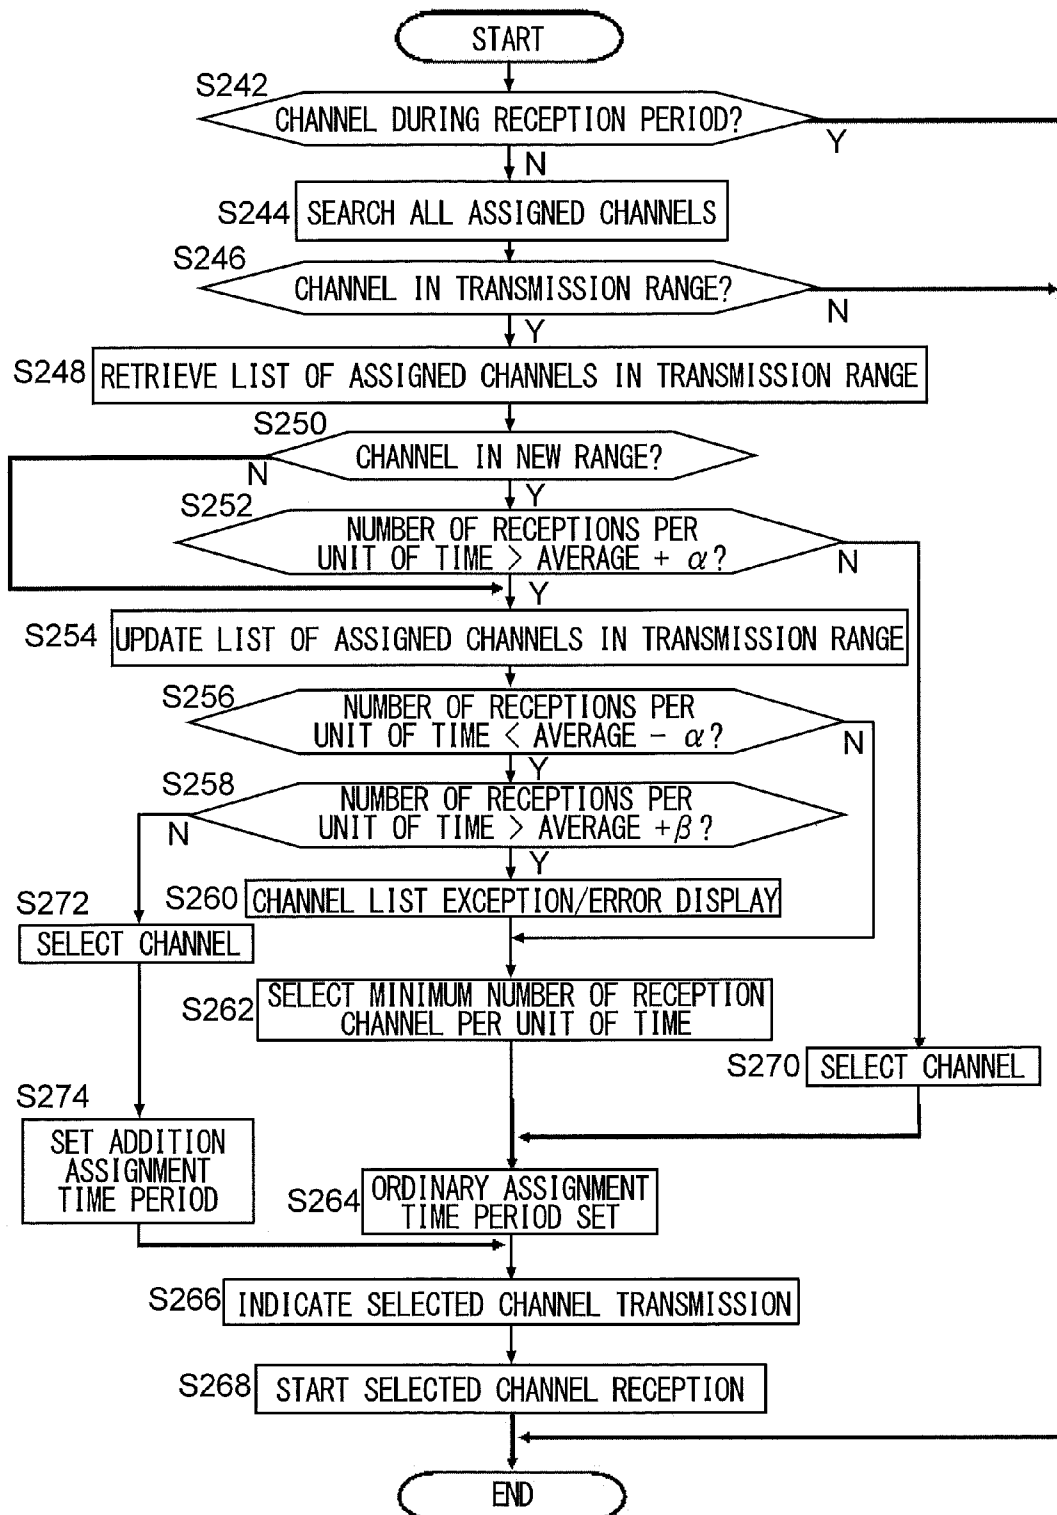 START
S242
CHANNEL DURING RECEPTION PERIOD?
Y
N
S244
SEARCH ALL ASSIGNED CHANNELS
S246
CHANNEL IN TRANSMISSION RANGE?
N
Y
S248
RETRIEVE LIST OF ASSIGNED CHANNELS IN TRANSMISSION RANGE
S250
CHANNEL IN NEW RANGE?
N
Y
S252
NUMBER OF RECEPTIONS PER
UNIT OF TIME > AVERAGE + α?
N
Y
S254
UPDATE LIST OF ASSIGNED CHANNELS IN TRANSMISSION RANGE
S256
NUMBER OF RECEPTIONS PER
UNIT OF TIME < AVERAGE - α?
N
Y
S258
NUMBER OF RECEPTIONS PER
UNIT OF TIME > AVERAGE +β?
N
Y
S260
CHANNEL LIST EXCEPTION/ERROR DISPLAY
S272
SELECT CHANNEL
S262
SELECT MINIMUM NUMBER OF RECEPTION
CHANNEL PER UNIT OF TIME
S270
SELECT CHANNEL
S274
SET ADDITION
ASSIGNMENT
TIME PERIOD
S264
ORDINARY ASSIGNMENT
TIME PERIOD SET
S266
INDICATE SELECTED CHANNEL TRANSMISSION
S268
START SELECTED CHANNEL RECEPTION
END